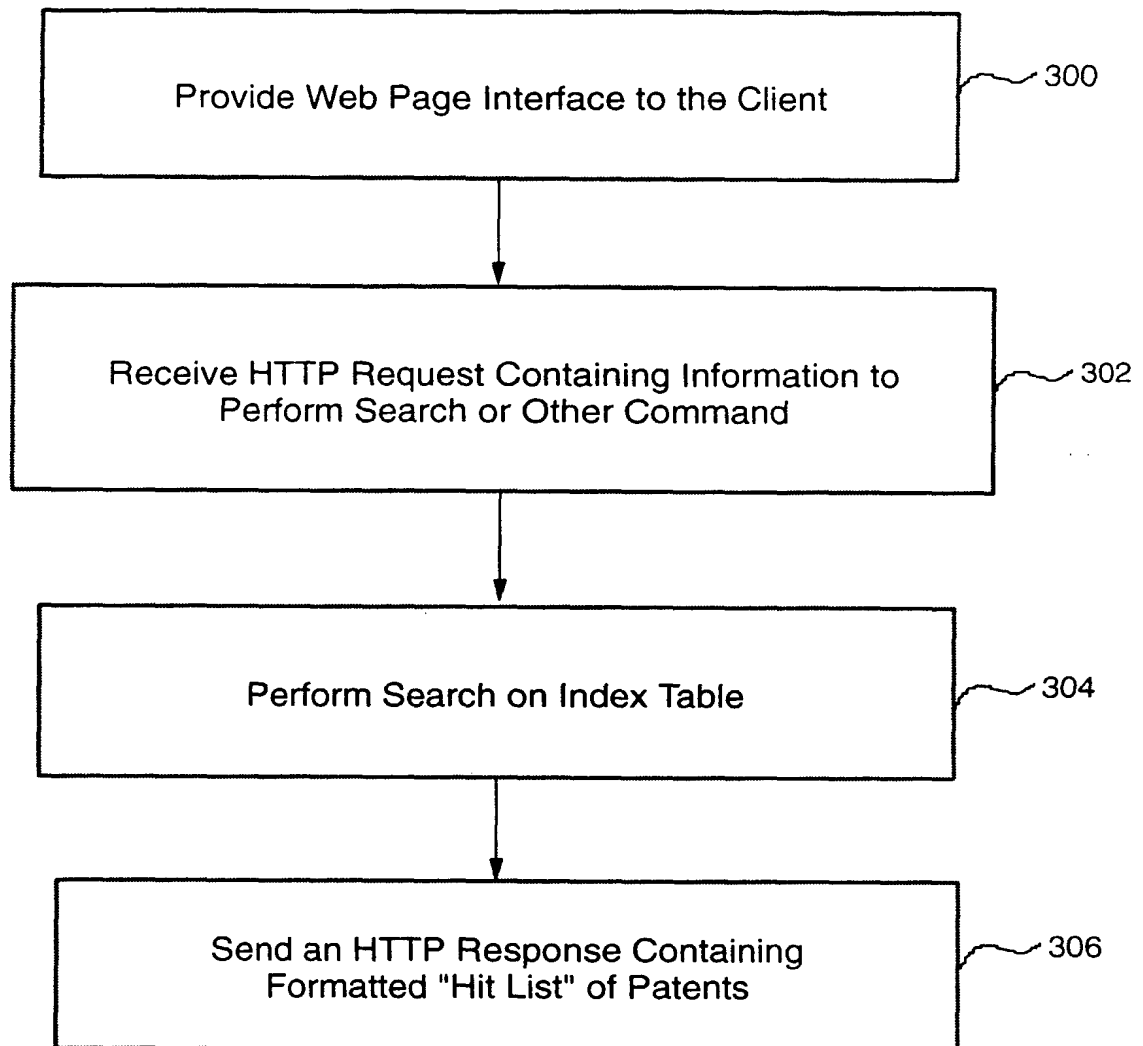 Provide Web Page Interface to the Client
300
Receive HTTP Request Containing Information to
Perform Search or Other Command
302
Perform Search on Index Table
304
Send an HTTP Response Containing
Formatted "Hit List" of Patents
306